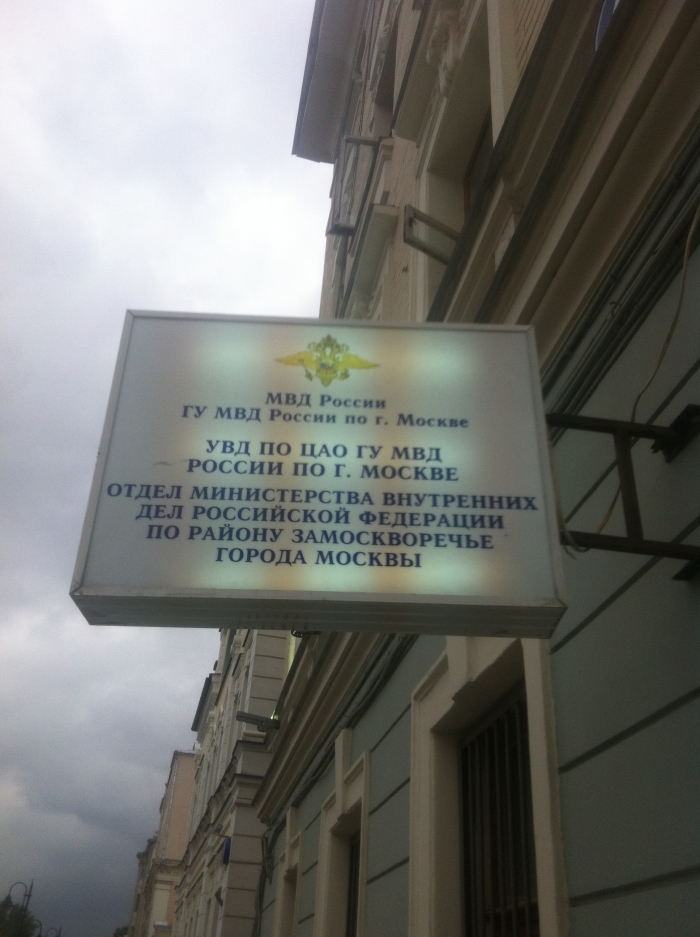 МВД России
ГУ МВД России по г. Москве
УВД ПО ЦАО ГУ МВД
РОССИИ ПО Г. МОСКВЕ
ОТДЕЛ МИНИСТЕРСТВА ВНУТРЕННИХ
ДЕЛ РОССИЙСКОЙ ФЕДЕРАЦИИ
ПО РАЙОНУ ЗАМОСКВОРЕЧЬЕ
ГОРОДА МОСКВЫ